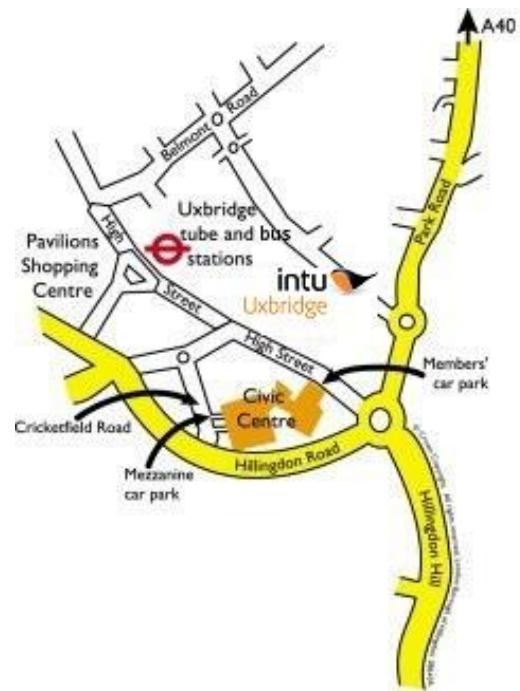 A40
Belmont Road
Park Road
High
Street
Uxbridge
tube and bus
stations
Pavilions
Shopping
Centre
intu
Uxbridge
High Street
Members'
car park
Civic
Centre
Cricketfield Road
Mezzanine
car park
Hillingdon Road
Hillingdon Hill